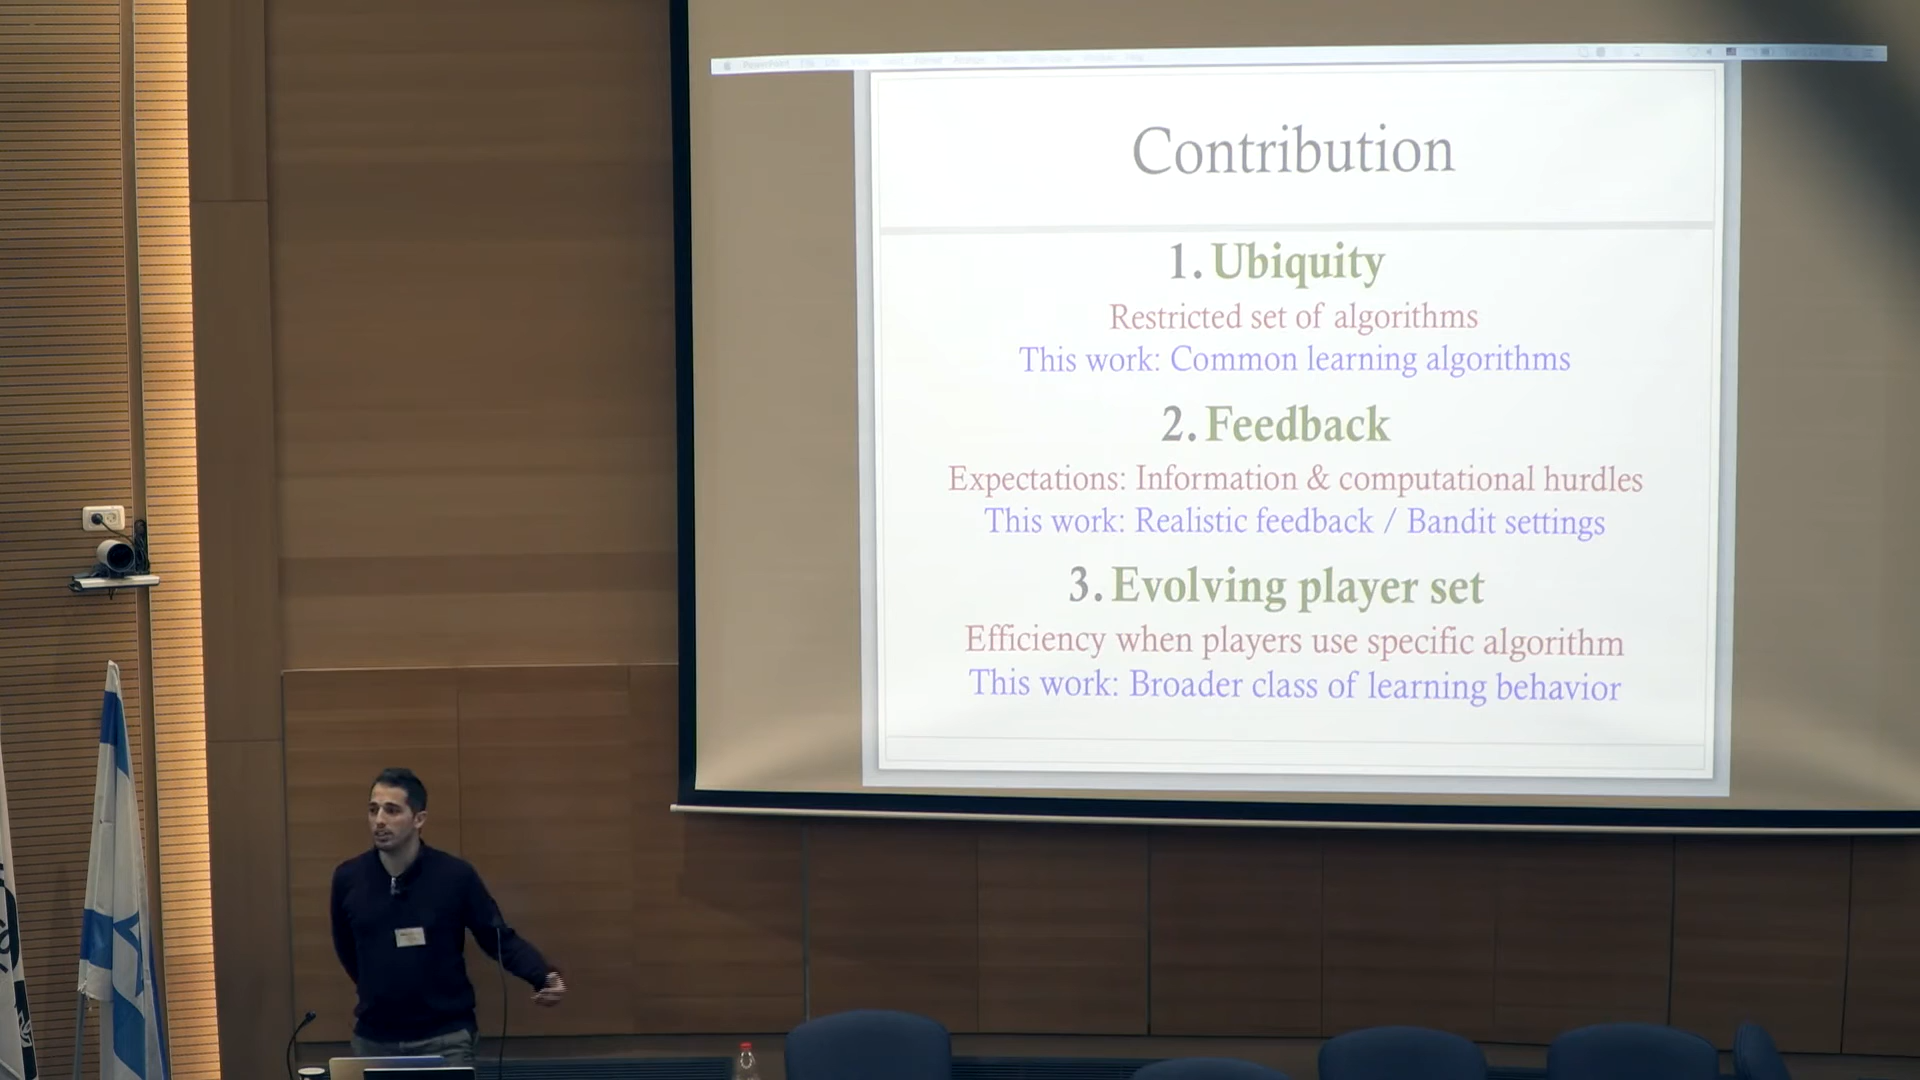 PowerPoint
Contribution
1. Ubiquity
Restricted set of algorithms
This work: Common learning algorithms
2. Feedback
Expectations: Information & computational hurdles
This work: Realistic feedback / Bandit settings
3. Evolving player set
Efficiency when players use specific algorithm
This work: Broader class of learning behavior